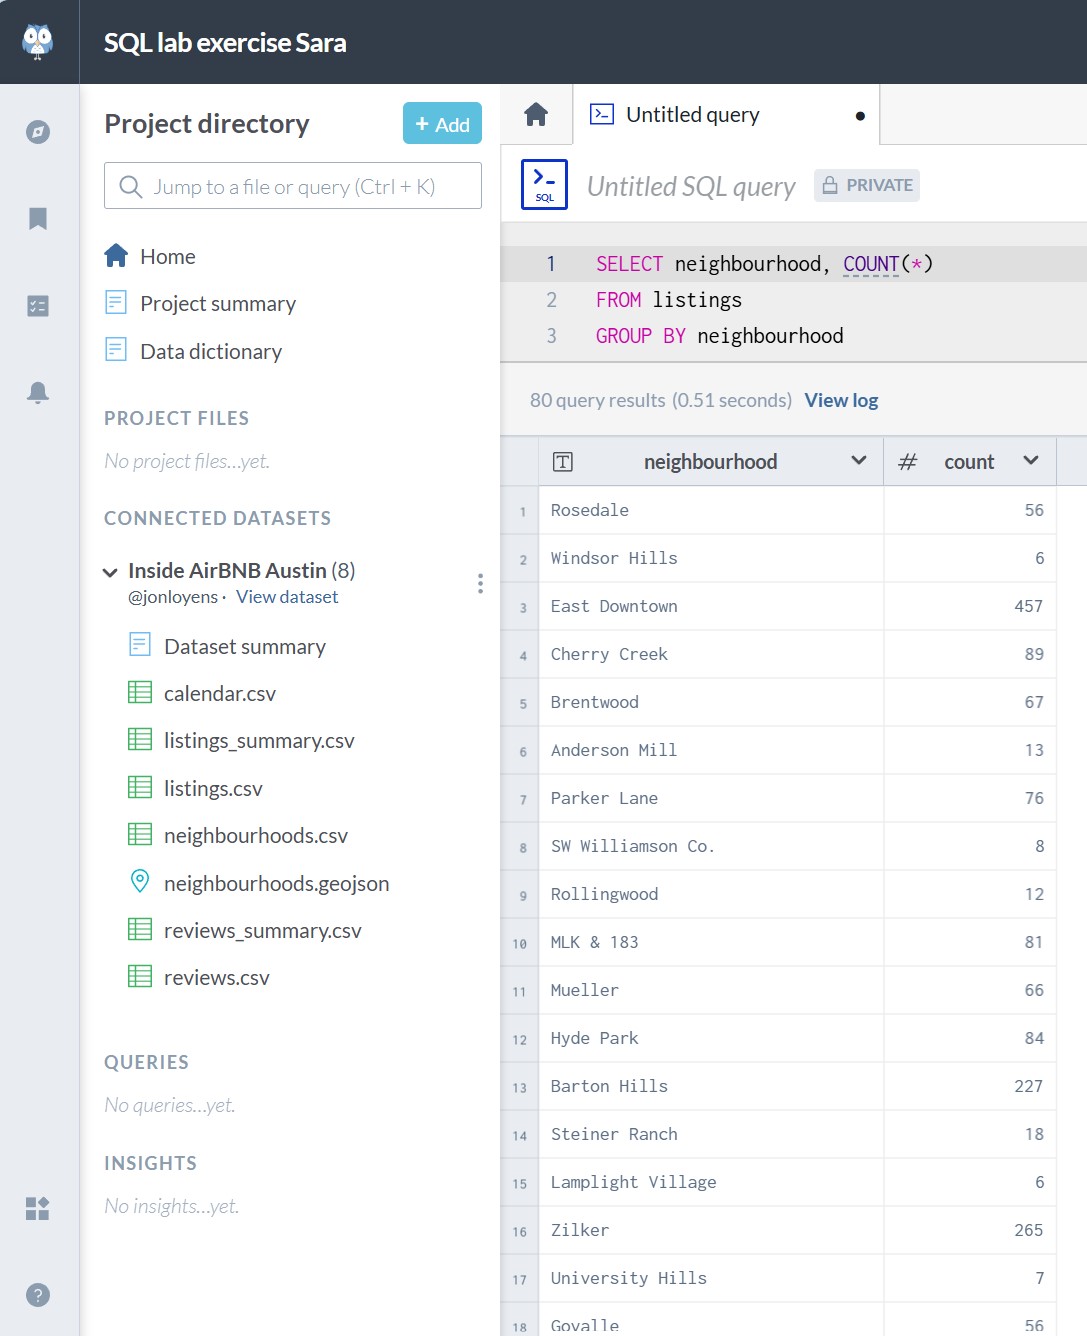 SQL lab exercise Sara
Project directory
+ Add
Jump to a file or query (Ctrl + K)
Home
Project summary
Data dictionary
PROJECT FILES
No project files...yet.
CONNECTED DATASETS
Inside AirBNB Austin (8)
@jonloyens · View dataset
Dataset summary
calendar.csv
listings_summary.csv
listings.csv
neighbourhoods.csv
neighbourhoods.geojson
reviews_summary.csv
reviews.csv
QUERIES
No queries...yet.
INSIGHTS
No insights...yet.
?
>_ Untitled query
>_ SQL
Untitled SQL query PRIVATE
1 SELECT neighbourhood, COUNT(*)
2 FROM listings
3 GROUP BY neighbourhood
80 query results (0.51 seconds) View log
T neighbourhood # count
1 Rosedale 56
2 Windsor Hills 6
3 East Downtown 457
4 Cherry Creek 89
5 Brentwood 67
6 Anderson Mill 13
7 Parker Lane 76
8 SW Williamson Co. 8
9 Rollingwood 12
10 MLK & 183 81
11 Mueller 66
12 Hyde Park 84
13 Barton Hills 227
14 Steiner Ranch 18
15 Lamplight Village 6
16 Zilker 265
17 University Hills 7
18 Govalle 56